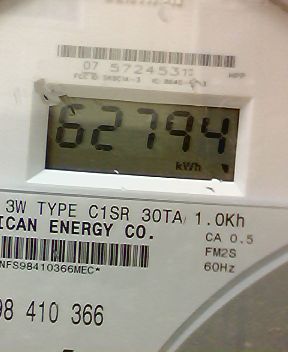 07 5724531
62794
kWh
3W TYPE C1SR 30TA 1.0Kh
ICAN ENERGY CO.
CA 0.5
FM2S
60Hz
NFS98410366MEC*
98 410 366